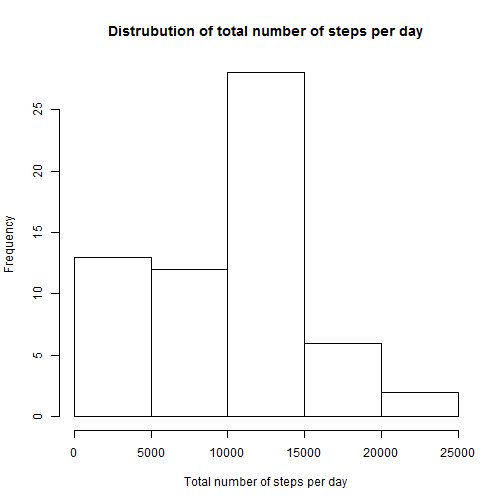 Distrubution of total number of steps per day
Frequency
25
20
15
10
5
0
0 5000 10000 15000 20000 25000
Total number of steps per day